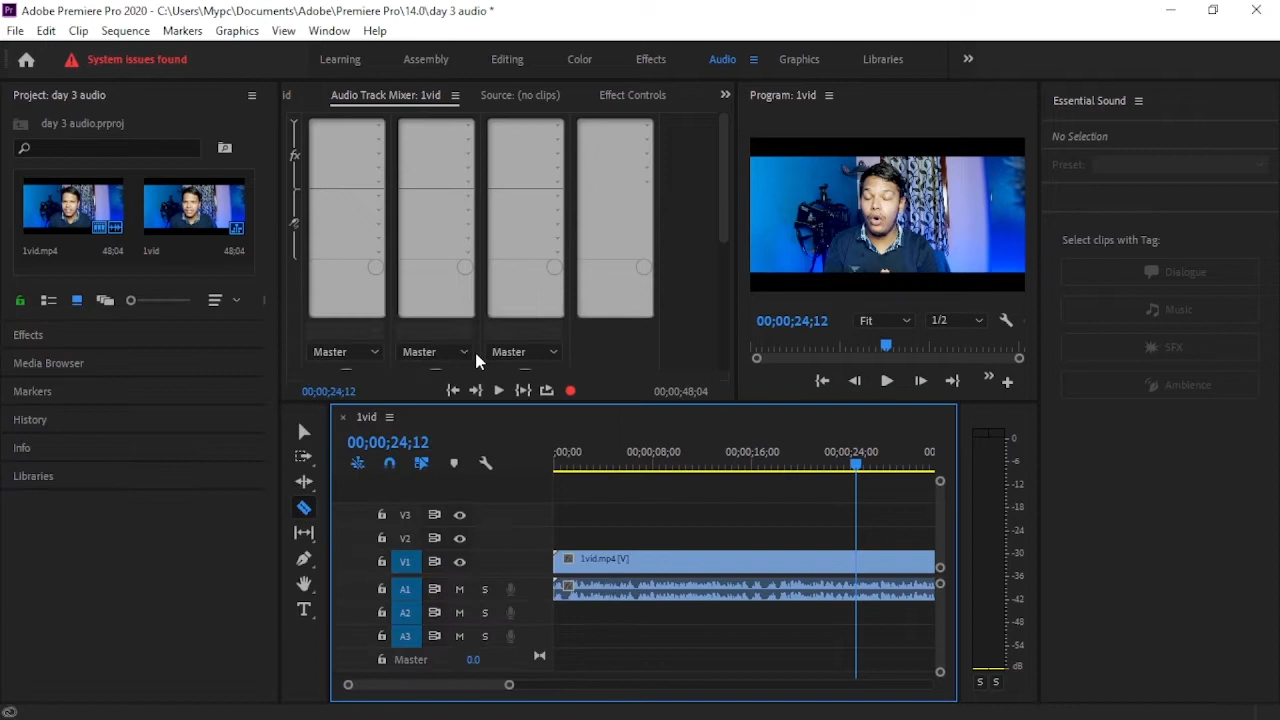 Adobe Premiere Pro 2020 - C:\Users\Mypc\Documents\Adobe\Premiere Pro\14.0\day 3 audio.prproj *
File Edit Clip Sequence Markers Graphics View Window Help
System issues found
Learning Assembly Editing Color Effects Audio Graphics Libraries
Project: day 3 audio
day 3 audio.prproj
1vid.mp4 48;04
1vid 48;04
Effects
Media Browser
Markers
History
Info
Libraries
id Audio Track Mixer: 1vid Source: (no clips) Effect Controls
fx
Master Master Master
00;00;24;12 00;00;48;04
Program: 1vid
00;00;24;12 Fit 1/2
Essential Sound
No Selection
Preset:
Select clips with Tag:
Dialogue
Music
SFX
Ambience
1vid
00;00;24;12
;00;00 00;00;08;00 00;00;16;00 00;00;24;00 00
V3
V2
V1 1vid.mp4 [V]
A1 M S
A2 M S
A3 M S
Master 0.0
0
-6
-12
-18
-24
-30
-36
-42
-48
-54
dB
S S